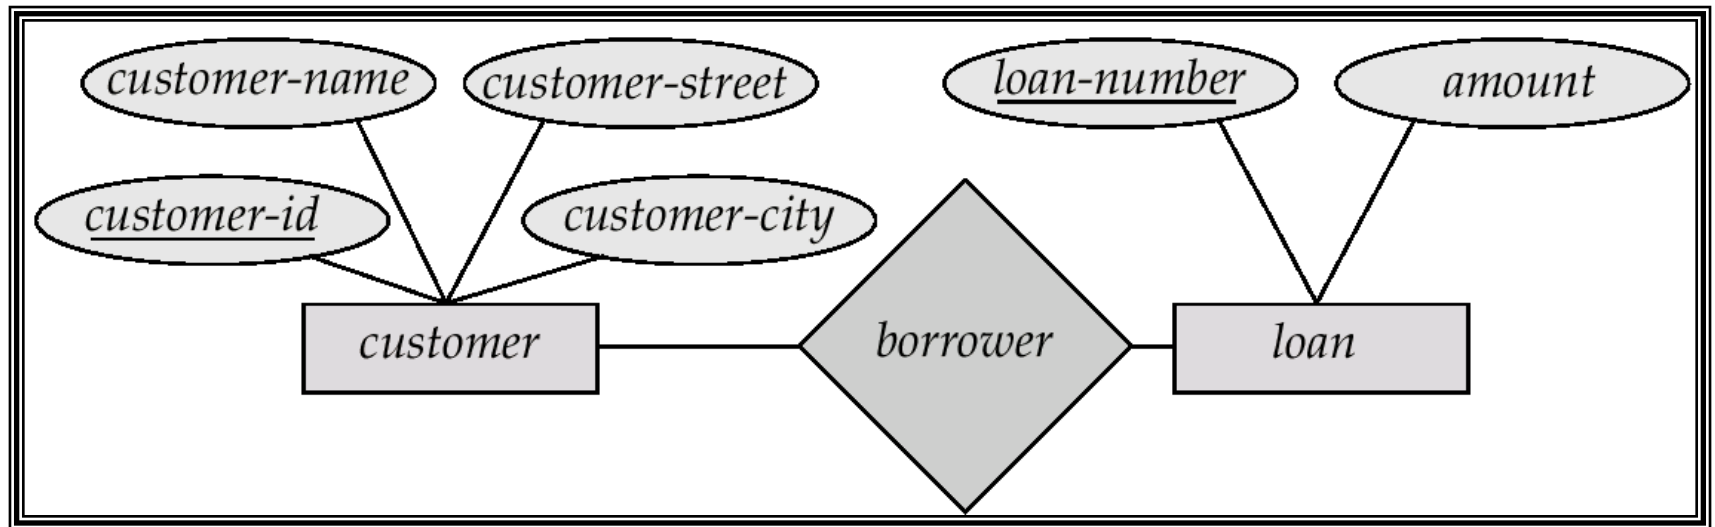 customer-name
customer-street
loan-number
amount
customer-id
customer-city
customer
borrower
loan